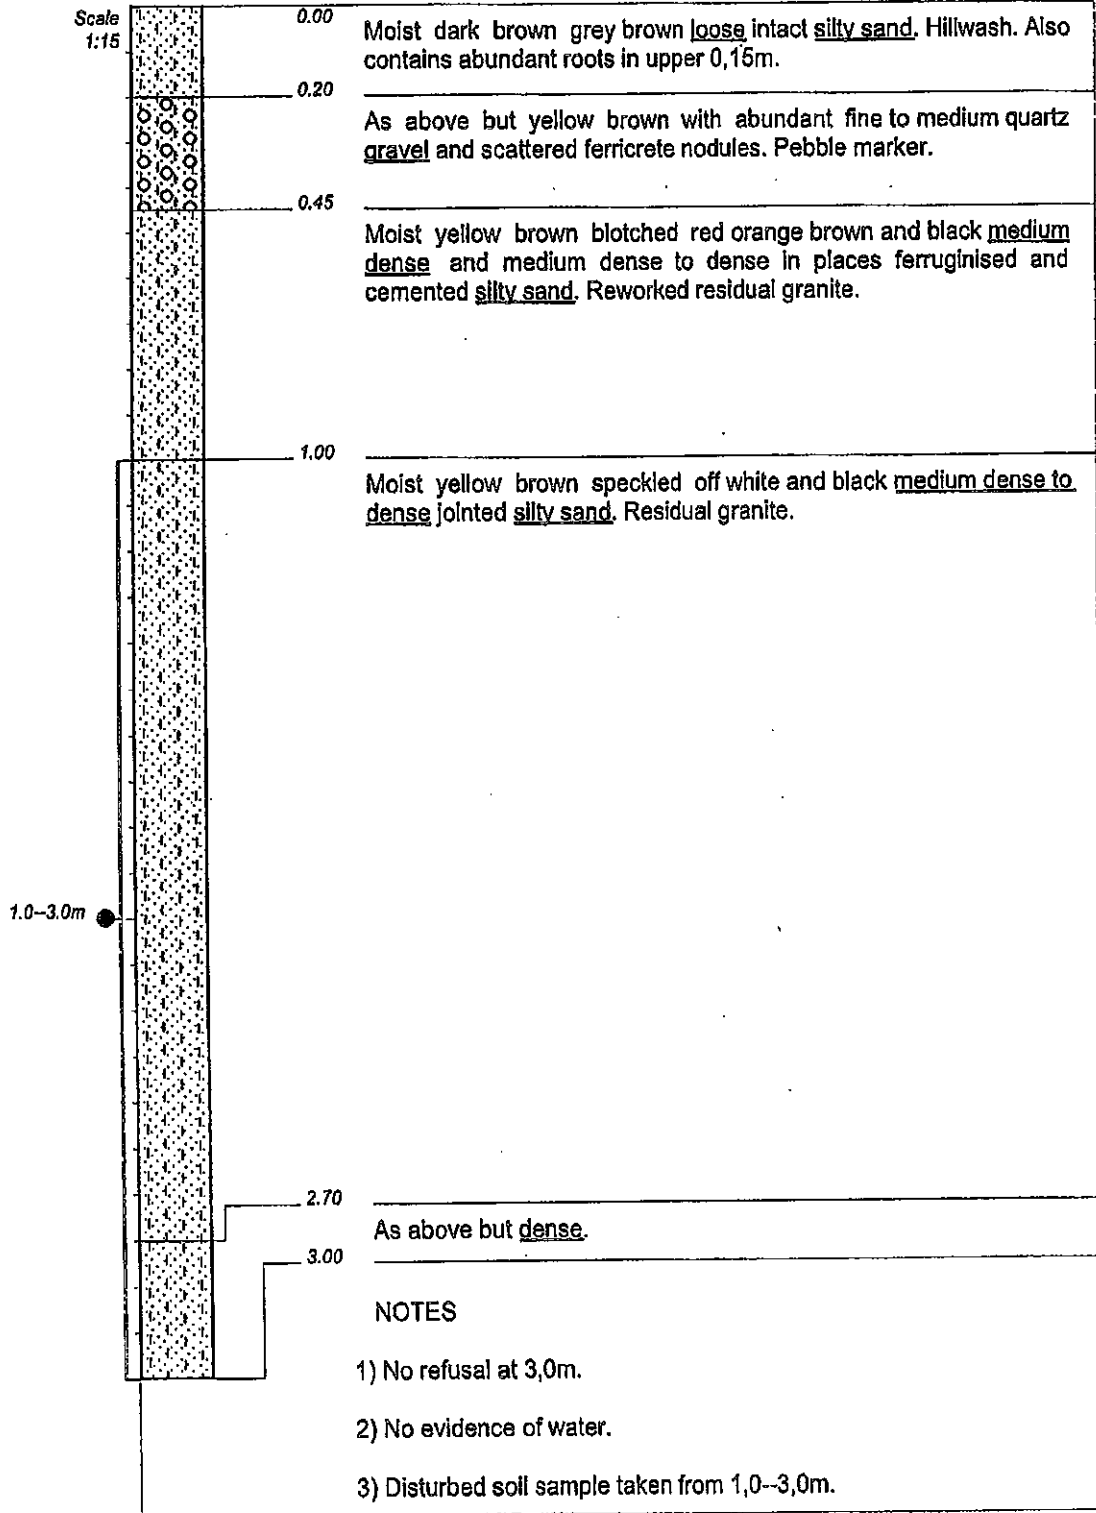 Scale
1:15
0.00
Moist dark brown grey brown loose intact silty sand. Hillwash. Also
contains abundant roots in upper 0,15m.
0.20
As above but yellow brown with abundant fine to medium quartz
gravel and scattered ferricrete nodules. Pebble marker.
0.45
Moist yellow brown blotched red orange brown and black medium
dense and medium dense to dense in places ferruginised and
cemented silty sand. Reworked residual granite.
1.00
Moist yellow brown speckled off white and black medium dense to
dense jointed silty sand. Residual granite.
1.0--3.0m
2.70
As above but dense.
3.00
NOTES
1) No refusal at 3,0m.
2) No evidence of water.
3) Disturbed soil sample taken from 1,0--3,0m.